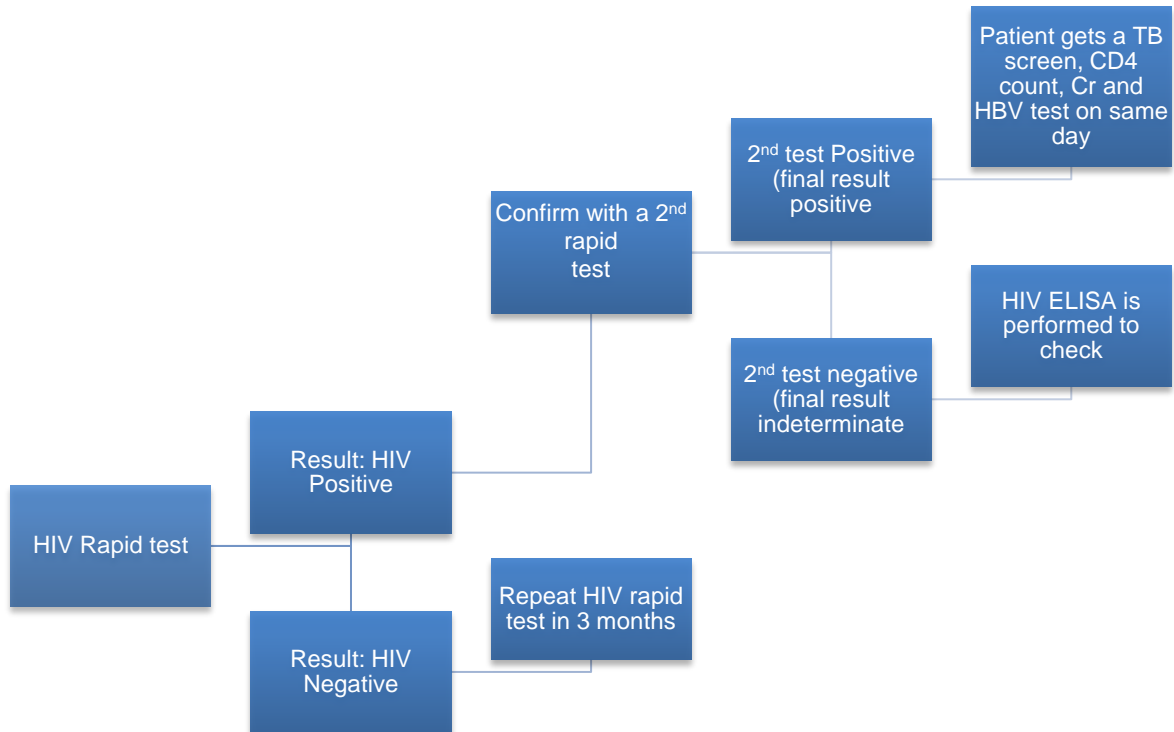 HIV Rapid test
Result: HIV
Positive
Result: HIV
Negative
Confirm with a 2nd
rapid
test
Repeat HIV rapid
test in 3 months
2nd test Positive
(final result
positive
2nd test negative
(final result
indeterminate
Patient gets a TB
screen, CD4
count, Cr and
HBV test on same
day
HIV ELISA is
performed to
check